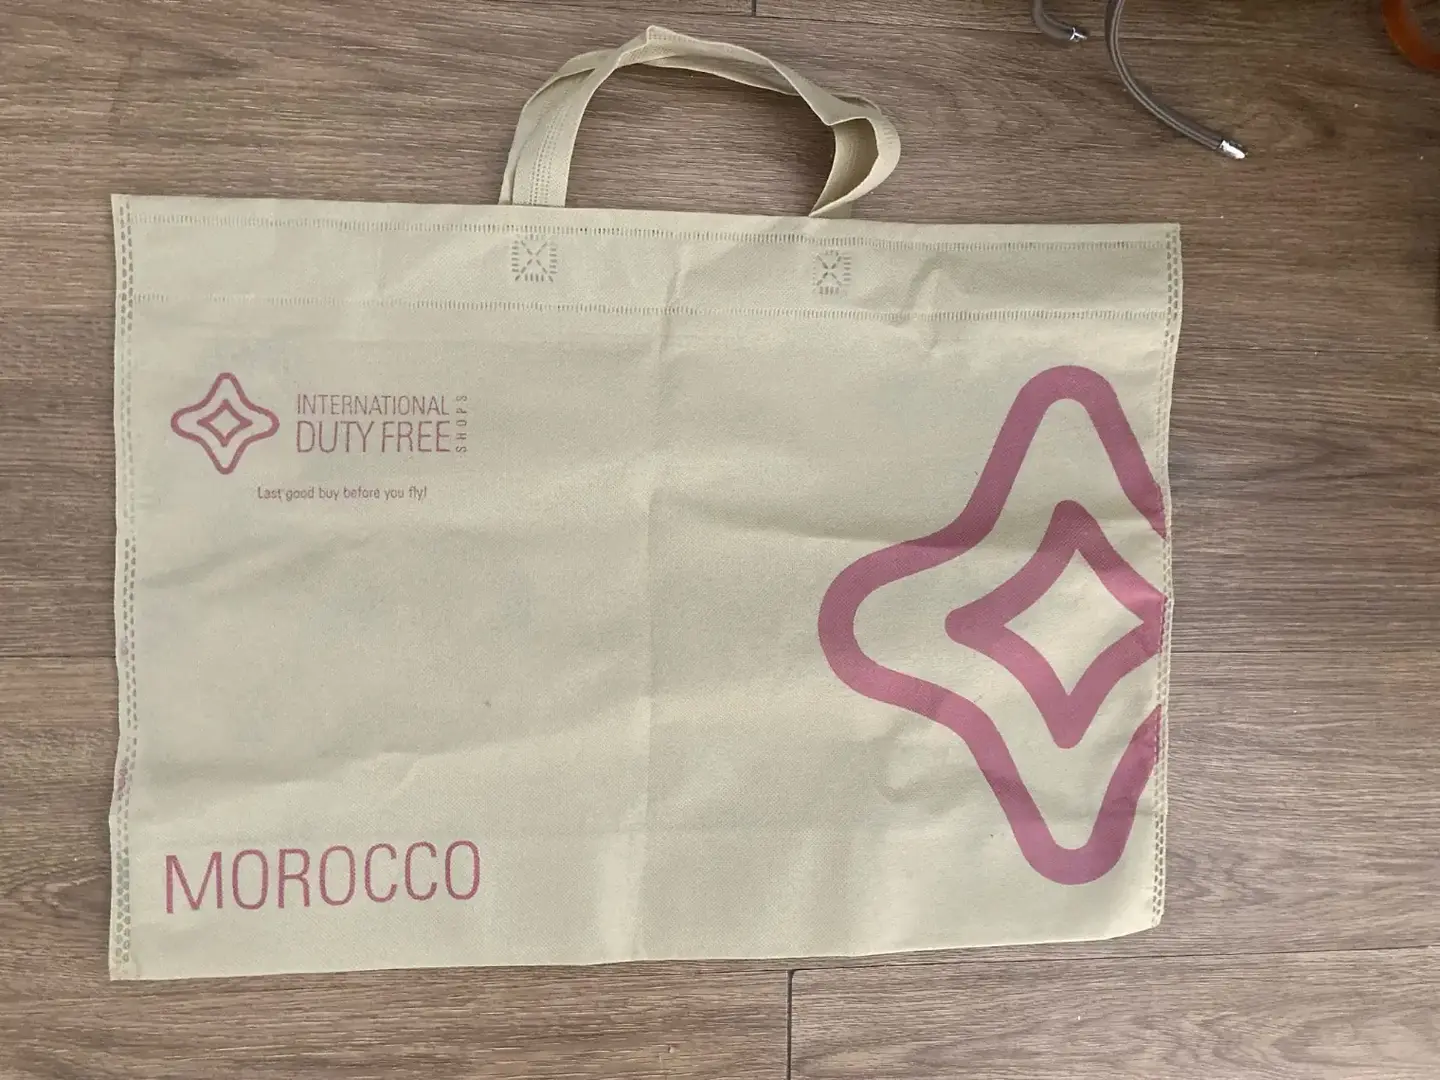 INTERNATIONAL
DUTY FREE
SHOPS
Last good buy before you fly!
MOROCCO